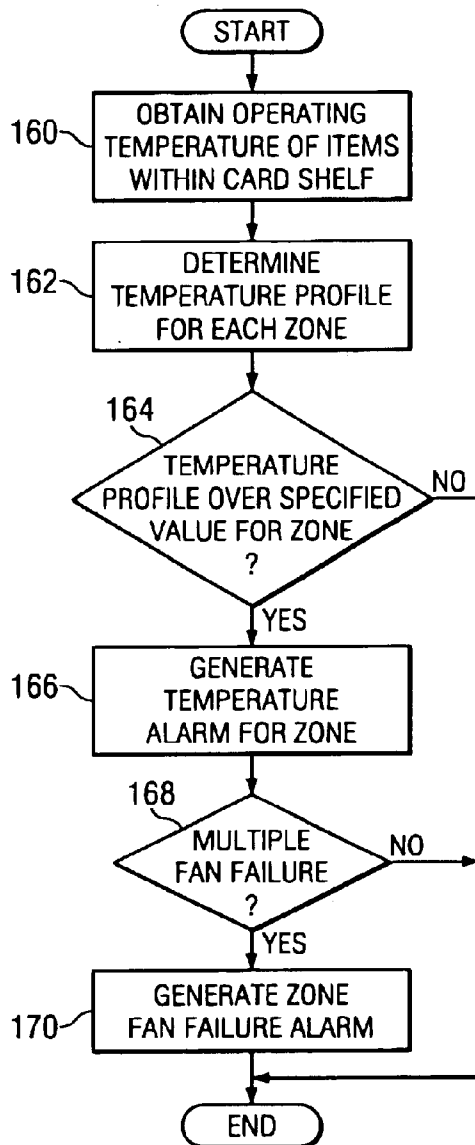 START
160
OBTAIN OPERATING
TEMPERATURE OF ITEMS
WITHIN CARD SHELF
162
DETERMINE
TEMPERATURE PROFILE
FOR EACH ZONE
164
TEMPERATURE
PROFILE OVER SPECIFIED
VALUE FOR ZONE
?
NO
YES
166
GENERATE
TEMPERATURE
ALARM FOR ZONE
168
MULTIPLE
FAN FAILURE
?
NO
YES
170
GENERATE ZONE
FAN FAILURE ALARM
END